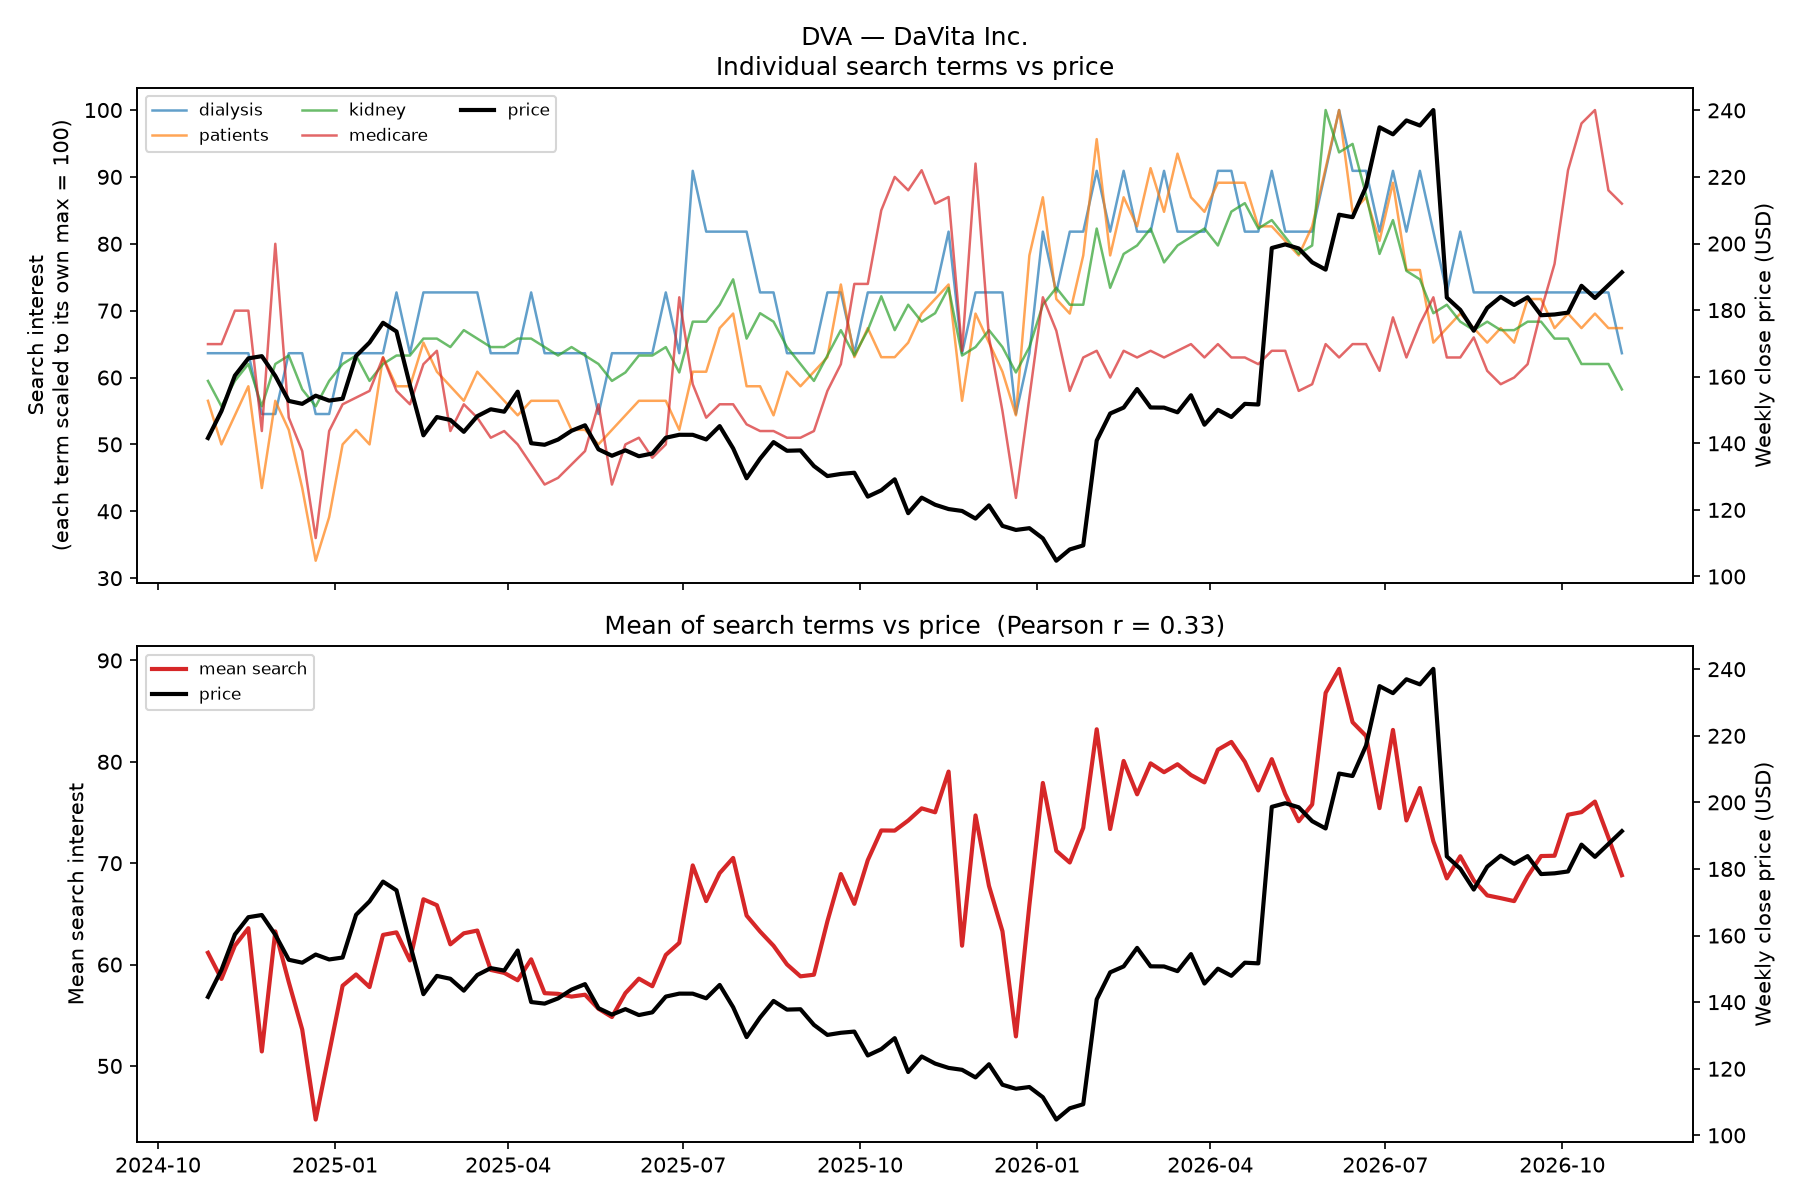 DVA — DaVita Inc.
Individual search terms vs price
dialysis
patients
kidney
medicare
price
Search interest
(each term scaled to its own max = 100)
100
90
80
70
60
50
40
30
240
220
200
180
160
140
120
100
Weekly close price (USD)
Mean of search terms vs price  (Pearson r = 0.33)
mean search
price
Mean search interest
90
80
70
60
50
240
220
200
180
160
140
120
100
Weekly close price (USD)
2024-10
2025-01
2025-04
2025-07
2025-10
2026-01
2026-04
2026-07
2026-10